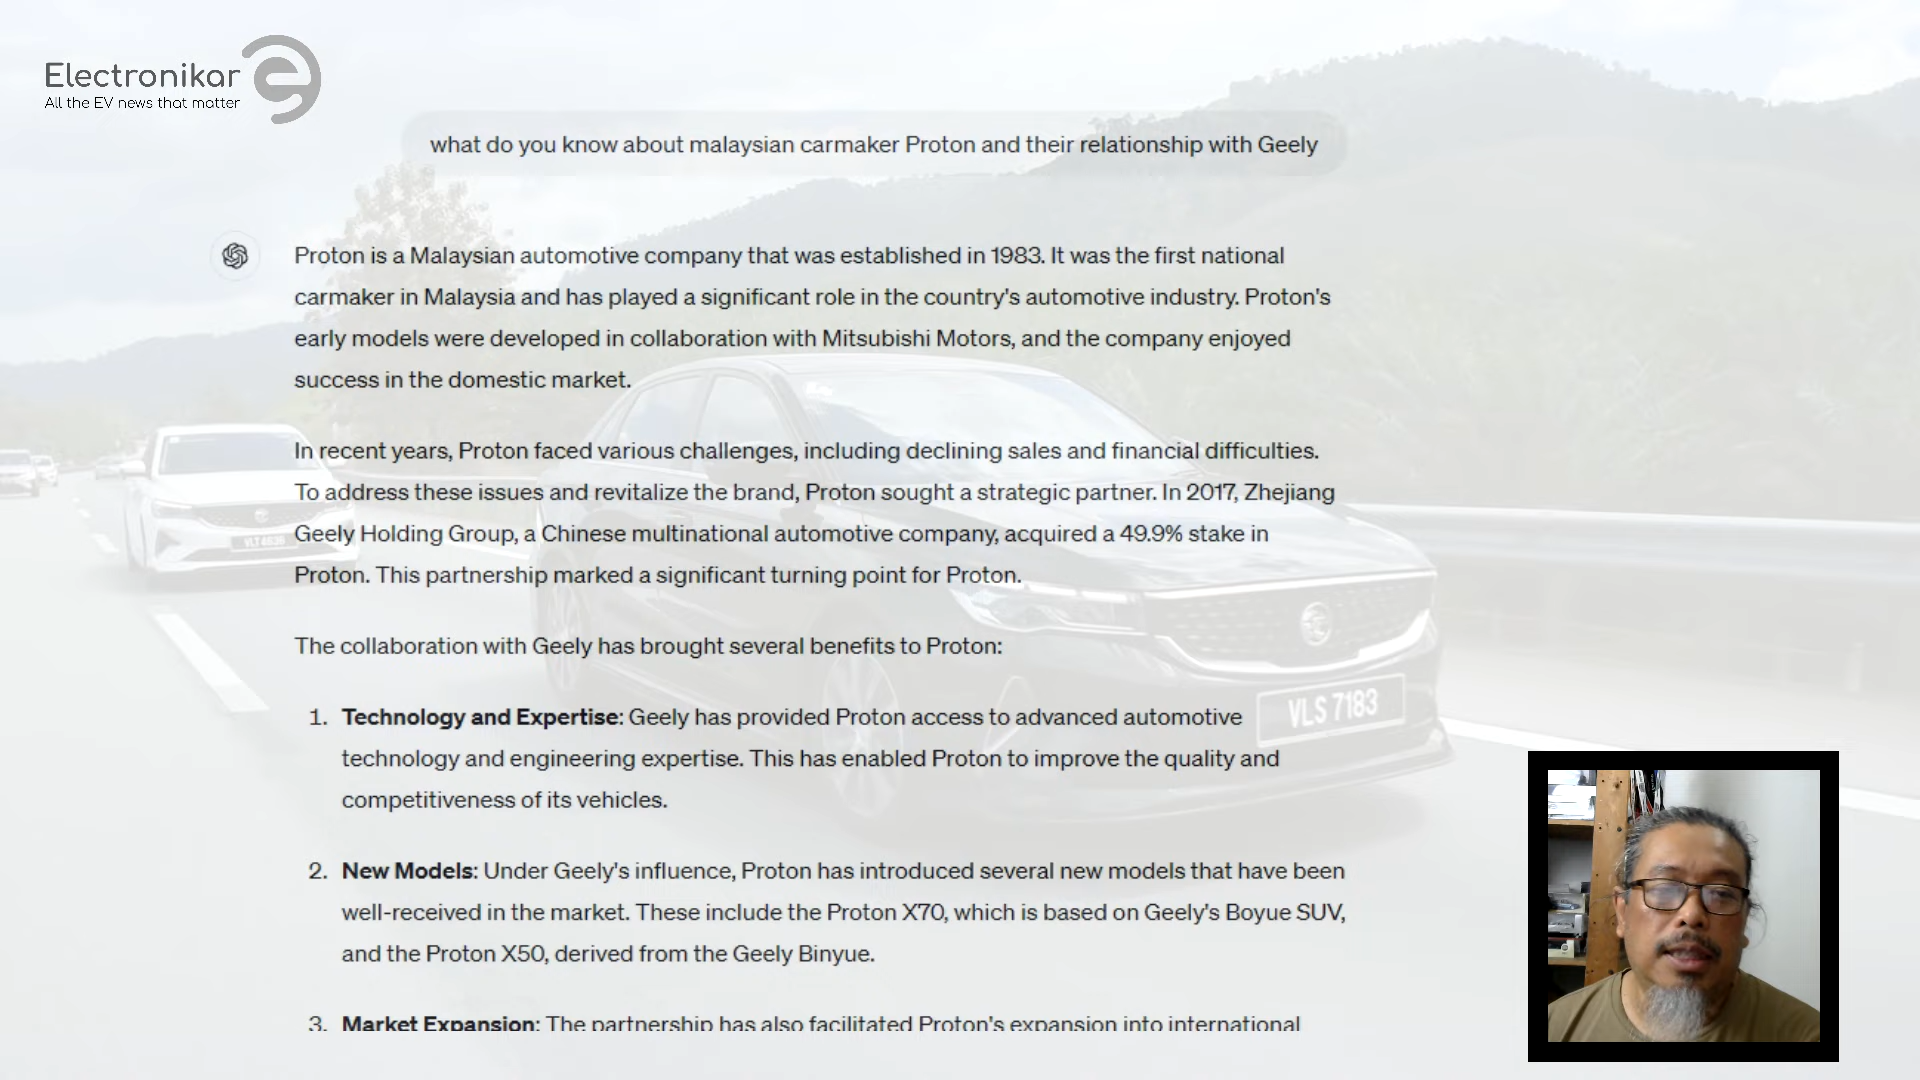 Electronikar
All the EV news that matter
what do you know about malaysian carmaker Proton and their relationship with Geely
Proton is a Malaysian automotive company that was established in 1983. It was the first national
carmaker in Malaysia and has played a significant role in the country's automotive industry. Proton's
early models were developed in collaboration with Mitsubishi Motors, and the company enjoyed
success in the domestic market.
In recent years, Proton faced various challenges, including declining sales and financial difficulties.
To address these issues and revitalize the brand, Proton sought a strategic partner. In 2017, Zhejiang
Geely Holding Group, a Chinese multinational automotive company, acquired a 49.9% stake in
Proton. This partnership marked a significant turning point for Proton.
The collaboration with Geely has brought several benefits to Proton:
1. Technology and Expertise: Geely has provided Proton access to advanced automotive
technology and engineering expertise. This has enabled Proton to improve the quality and
competitiveness of its vehicles.
2. New Models: Under Geely's influence, Proton has introduced several new models that have been
well-received in the market. These include the Proton X70, which is based on Geely's Boyue SUV,
and the Proton X50, derived from the Geely Binyue.
3. Market Expansion: The partnership has also facilitated Proton's expansion into international
VLS 7183